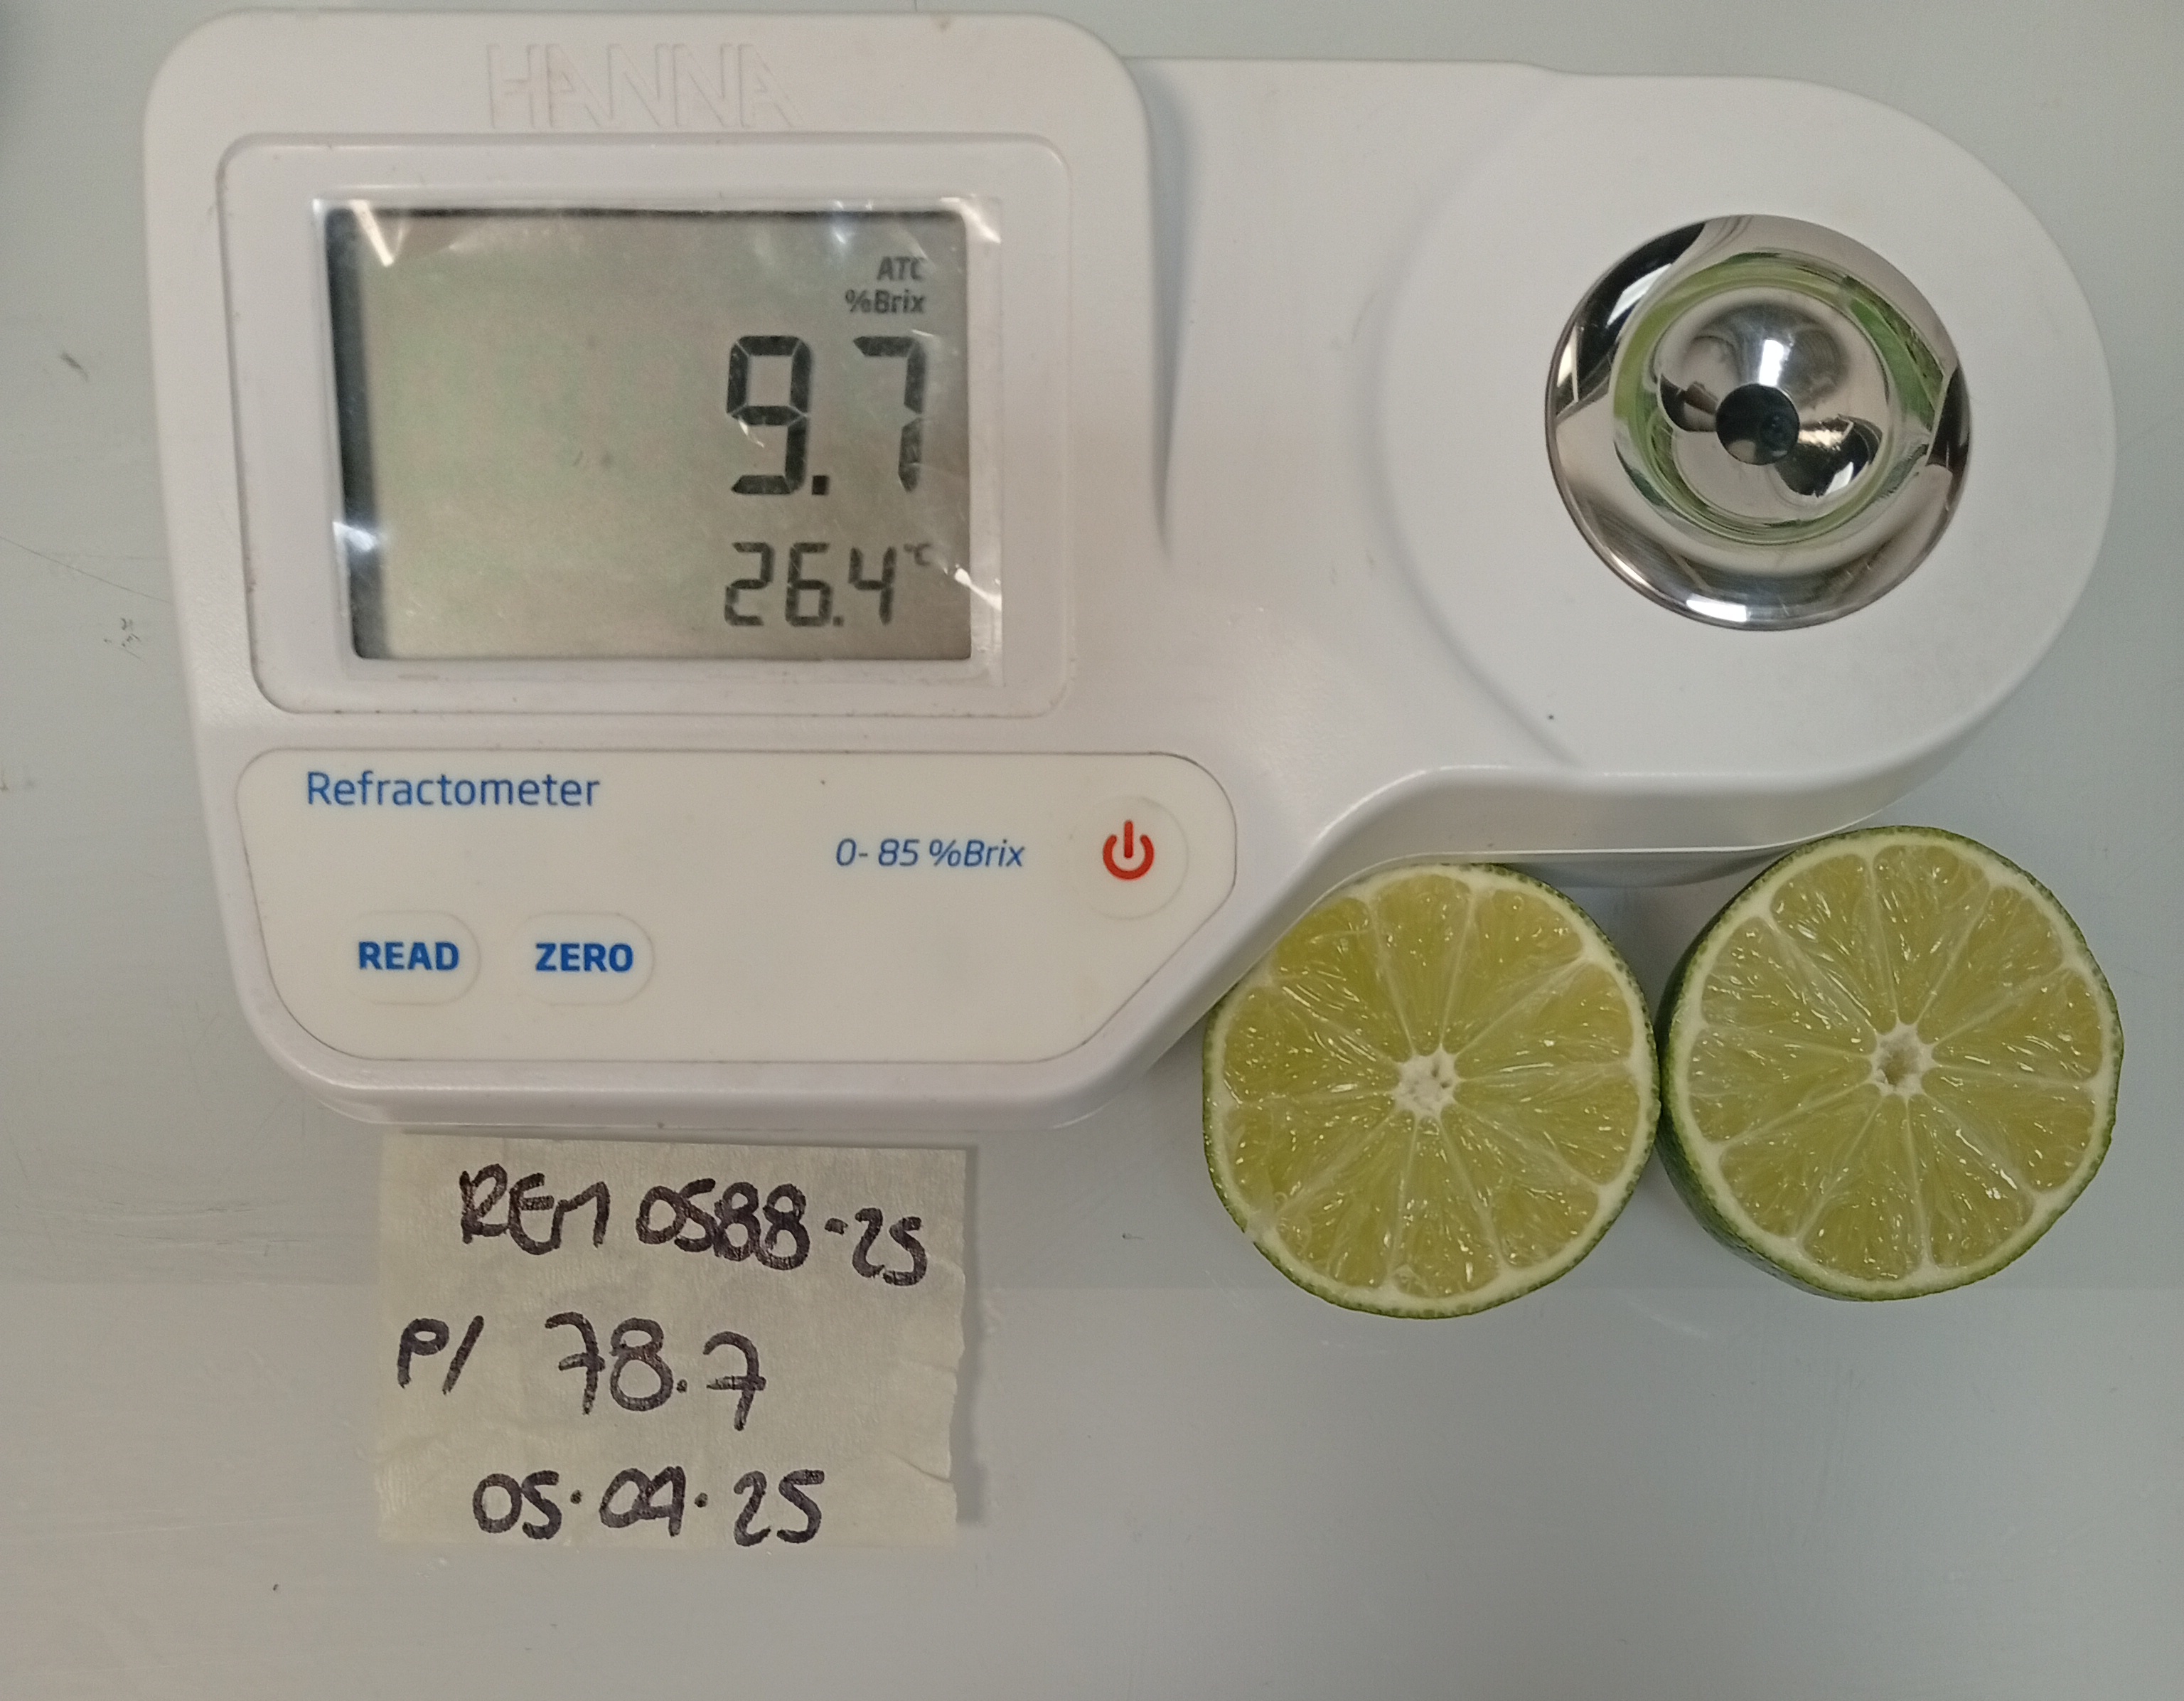 HANNA
ATC
%Brix
9.7
26.4 °C
Refractometer
0- 85 %Brix
READ ZERO
REM 0588-25
P/ 78.7
05.09.25